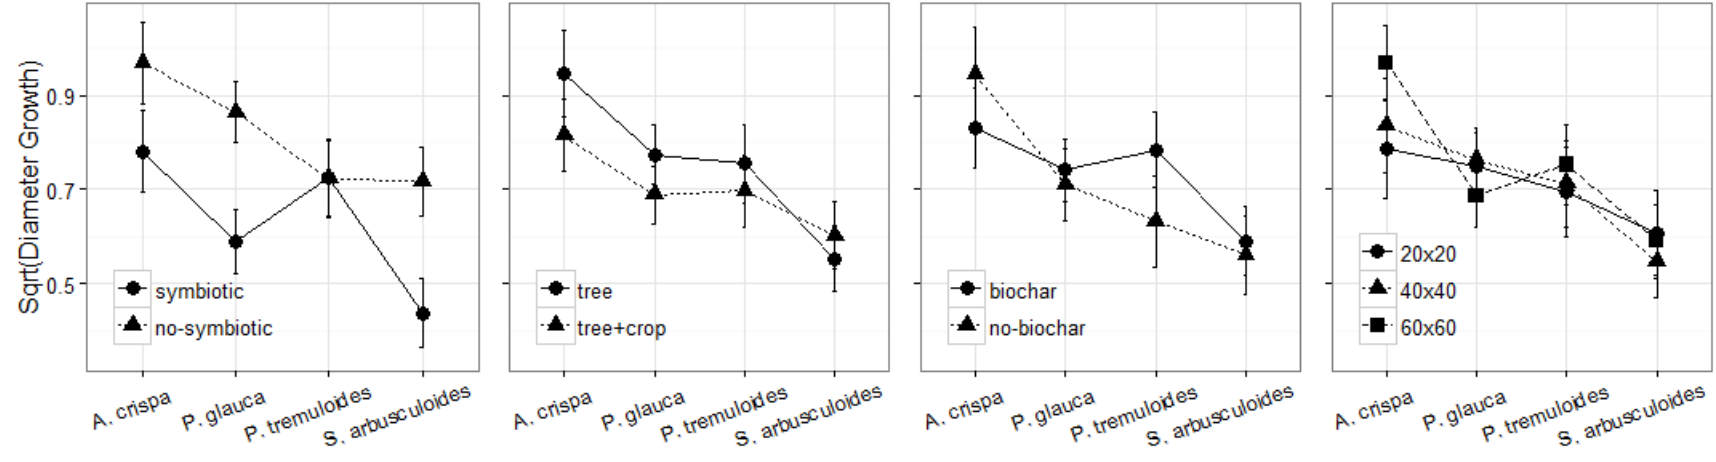 Sqrt(Diameter Growth)
0.9
0.7
0.5
symbiotic
no-symbiotic
A. crispa
P. glauca
P. tremuloides
S. arbusculoides
tree
tree+crop
A. crispa
P. glauca
P. tremuloides
S. arbusculoides
biochar
no-biochar
A. crispa
P. glauca
P. tremuloides
S. arbusculoides
20x20
40x40
60x60
A. crispa
P. glauca
P. tremuloides
S. arbusculoides